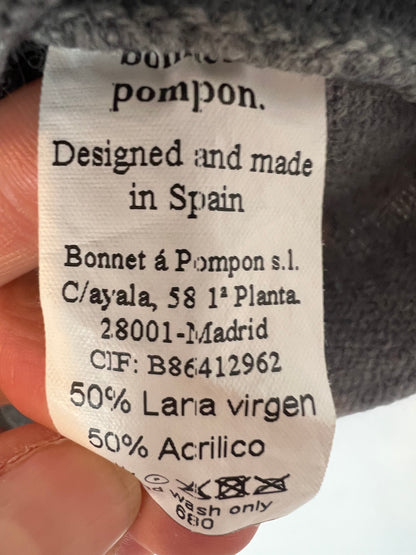 pompon.
Designed and made
in Spain
Bonnet á Pompon s.l.
C/ayala, 58 1ª Planta
28001-Madrid
CIF: B86412962
50% Lana virgen
50% Acrilico
wash only
680